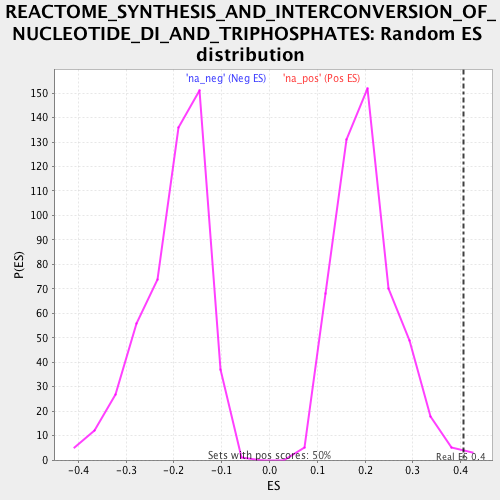 REACTOME_SYNTHESIS_AND_INTERCONVERSION_OF_
NUCLEOTIDE_DI_AND_TRIPHOSPHATES: Random ES
distribution
'na_neg' (Neg ES) 'na_pos' (Pos ES)
150
140
130
120
110
100
90
80
70
60
50
40
30
20
10
0
P(ES)
Sets with pos scores: 50%
Real ES 0.4
-0.4 -0.3 -0.2 -0.1 0.0 0.1 0.2 0.3 0.4
ES